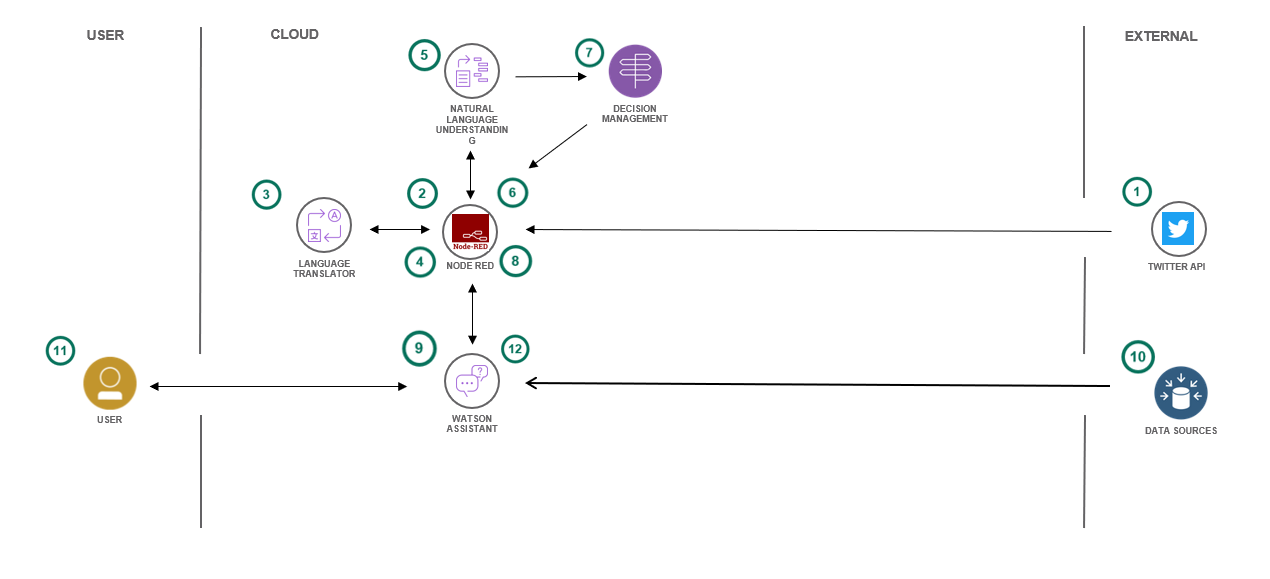 USER
CLOUD
EXTERNAL
5
7
NATURAL
LANGUAGE
UNDERSTANDIN
G
DECISION
MANAGEMENT
3
2
6
1
A
文
Node-RED
LANGUAGE
TRANSLATOR
4
NODE RED
8
TWITTER API
11
9
12
10
?
USER
WATSON
ASSISTANT
DATA SOURCES